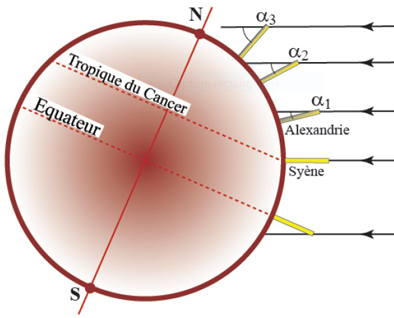 N
α3
α2
Tropique du Cancer
α1
Equateur
Alexandrie
Syène
S